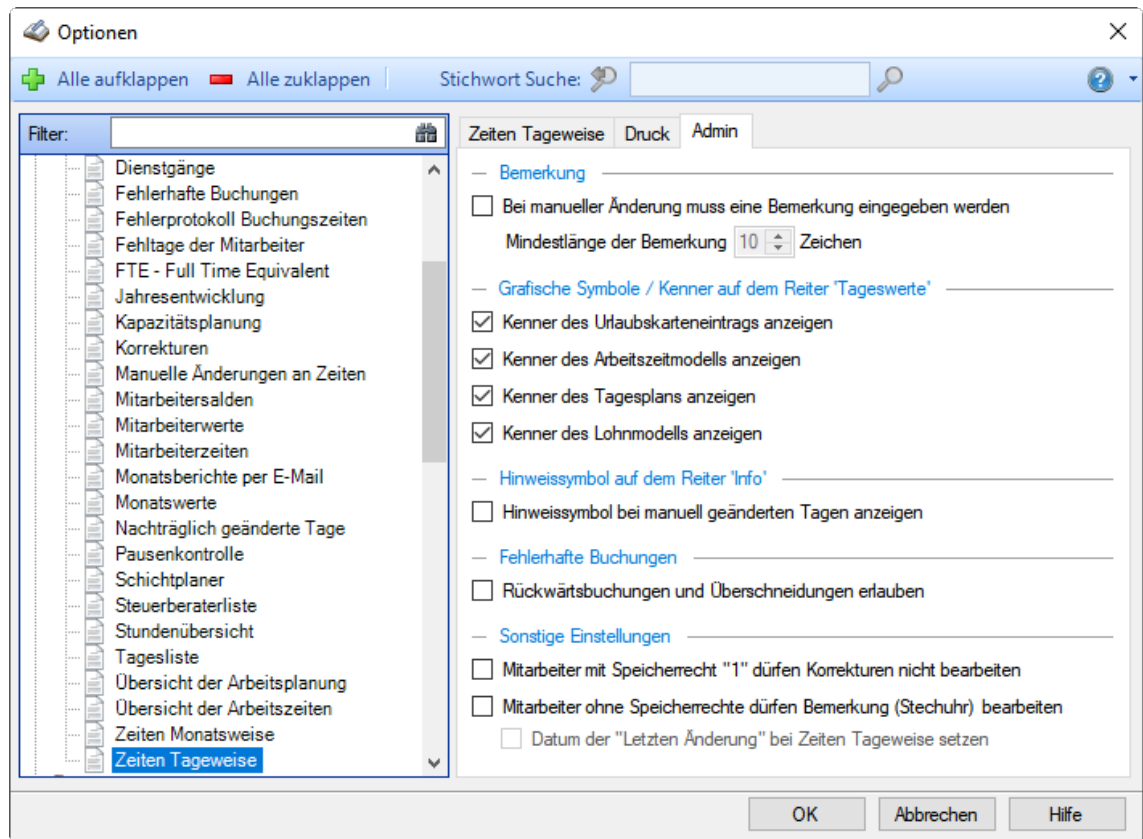 Optionen
Alle aufklappen Alle zuklappen Stichwort Suche:
Filter:
Dienstgänge
Fehlerhafte Buchungen
Fehlerprotokoll Buchungszeiten
Fehltage der Mitarbeiter
FTE - Full Time Equivalent
Jahresentwicklung
Kapazitätsplanung
Korrekturen
Manuelle Änderungen an Zeiten
Mitarbeitersalden
Mitarbeiterwerte
Mitarbeiterzeiten
Monatsberichte per E-Mail
Monatswerte
Nachträglich geänderte Tage
Pausenkontrolle
Schichtplaner
Steuerberaterliste
Stundenübersicht
Tagesliste
Übersicht der Arbeitsplanung
Übersicht der Arbeitszeiten
Zeiten Monatsweise
Zeiten Tageweise
Zeiten Tageweise Druck Admin
Bemerkung
Bei manueller Änderung muss eine Bemerkung eingegeben werden
Mindestlänge der Bemerkung 10 Zeichen
Grafische Symbole / Kenner auf dem Reiter 'Tageswerte'
Kenner des Urlaubskarteneintrags anzeigen
Kenner des Arbeitszeitmodells anzeigen
Kenner des Tagesplans anzeigen
Kenner des Lohnmodells anzeigen
Hinweissymbol auf dem Reiter 'Info'
Hinweissymbol bei manuell geänderten Tagen anzeigen
Fehlerhafte Buchungen
Rückwärtsbuchungen und Überschneidungen erlauben
Sonstige Einstellungen
Mitarbeiter mit Speicherrecht "1" dürfen Korrekturen nicht bearbeiten
Mitarbeiter ohne Speicherrechte dürfen Bemerkung (Stechuhr) bearbeiten
Datum der "Letzten Änderung" bei Zeiten Tageweise setzen
OK Abbrechen Hilfe